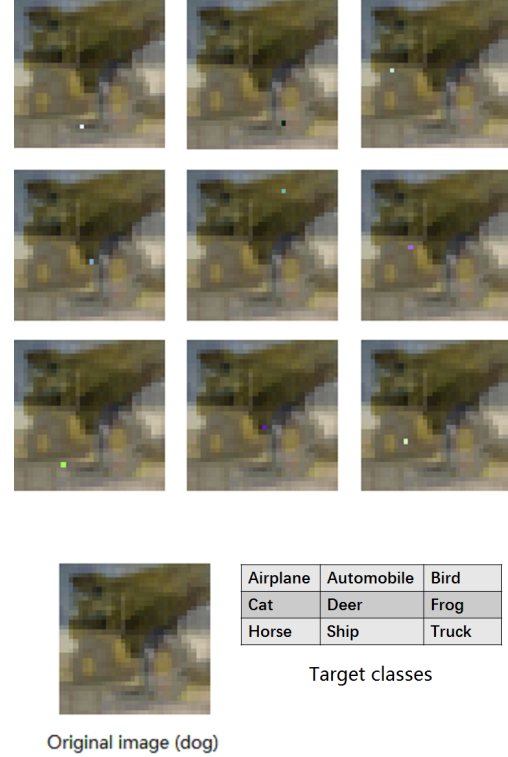 Airplane Automobile Bird
Cat Deer Frog
Horse Ship Truck
Target classes
Original image (dog)